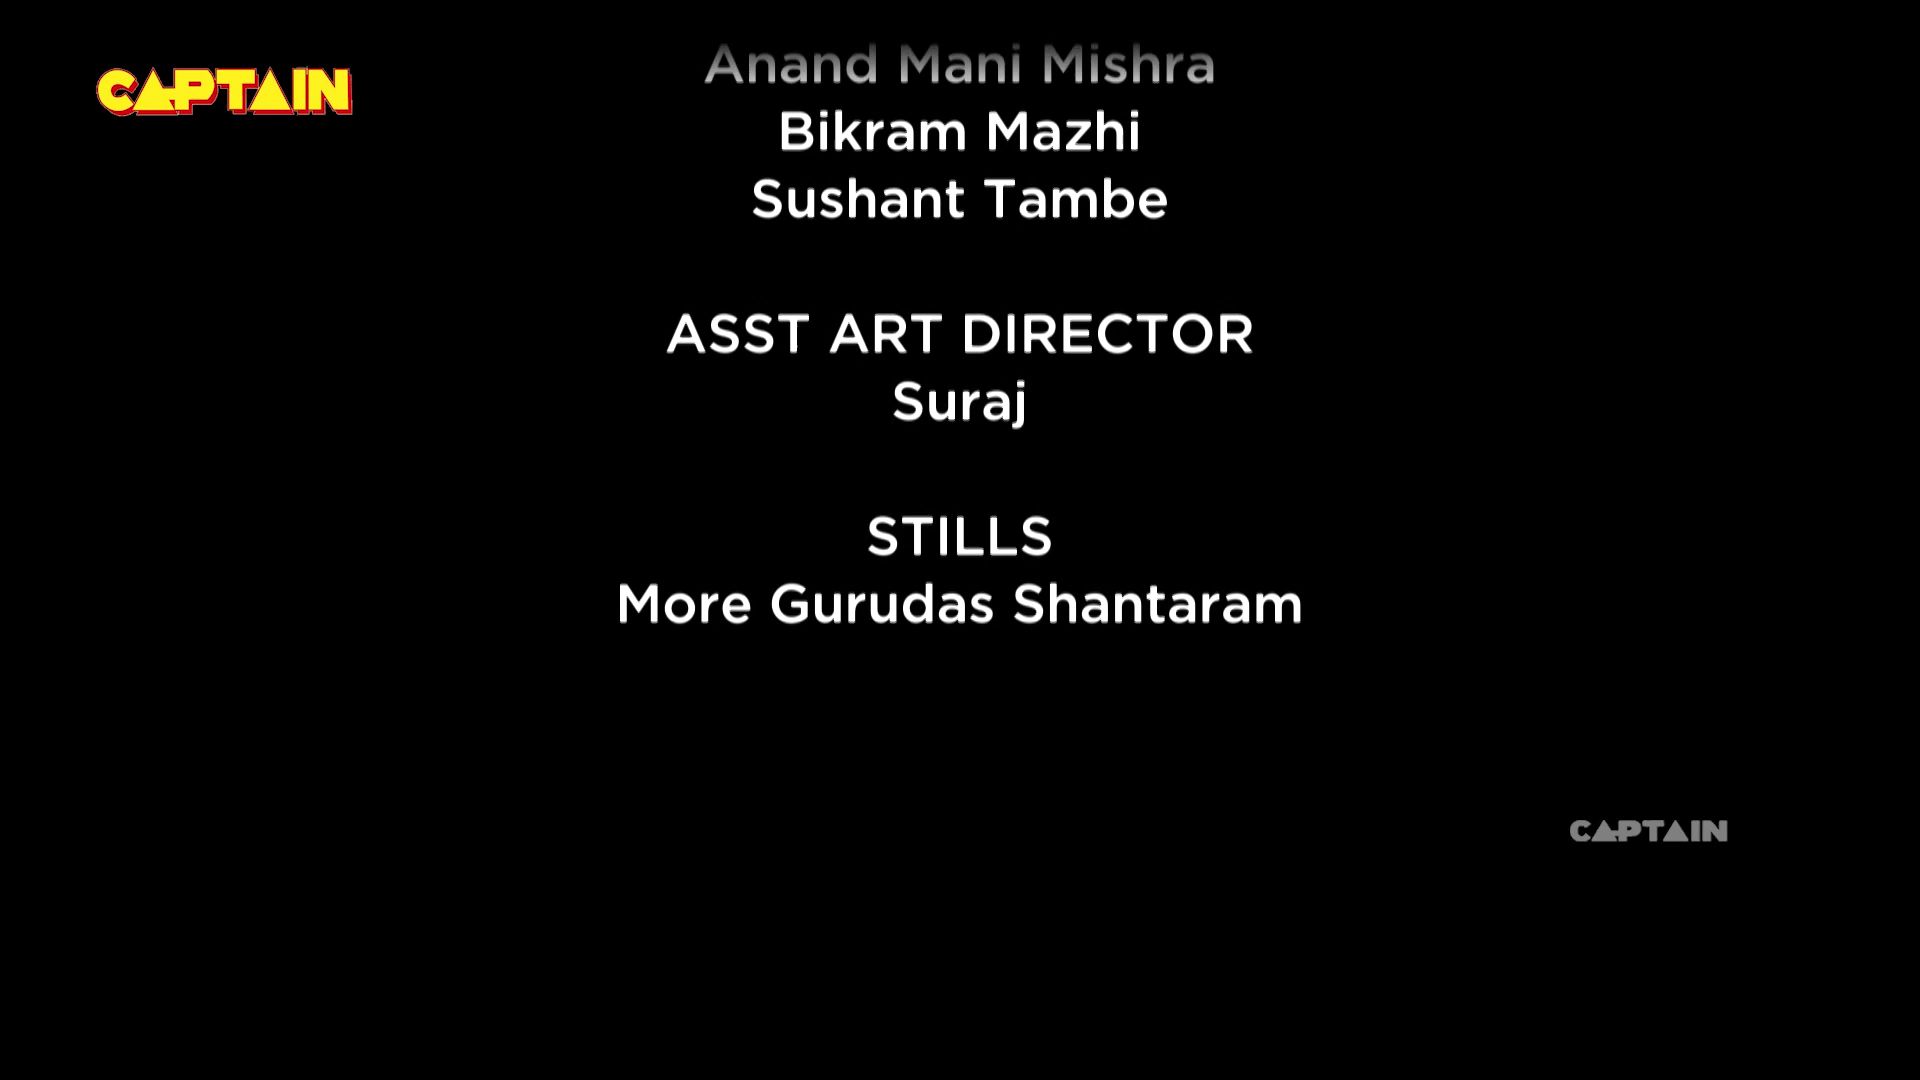 CAPTAIN
Anand Mani Mishra
Bikram Mazhi
Sushant Tambe
ASST ART DIRECTOR
Suraj
STILLS
More Gurudas Shantaram
CAPTAIN